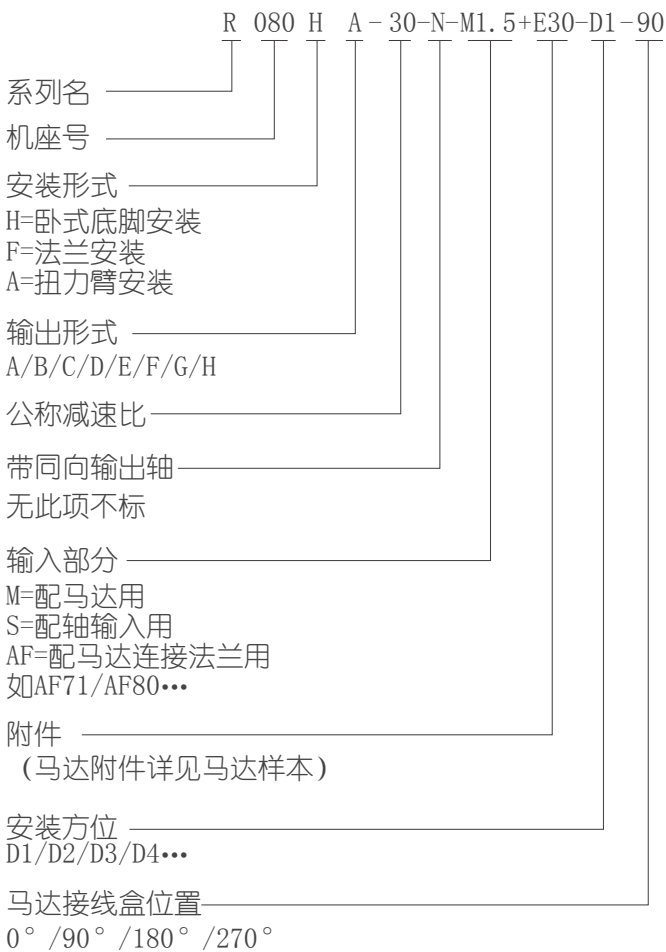 R 080 H A-30-N-M1.5+E30-D1-90
系列名
机座号
安装形式
H=卧式底脚安装
F=法兰安装
A=扭力臂安装
输出形式
A/B/C/D/E/F/G/H
公称减速比
带同向输出轴
无此项不标
输入部分
M=配马达用
S=配轴输入用
AF=配马达连接法兰用
如AF71/AF80•••
附件
(马达附件详见马达样本)
安装方位
D1/D2/D3/D4•••
马达接线盒位置
0°/90°/180°/270°